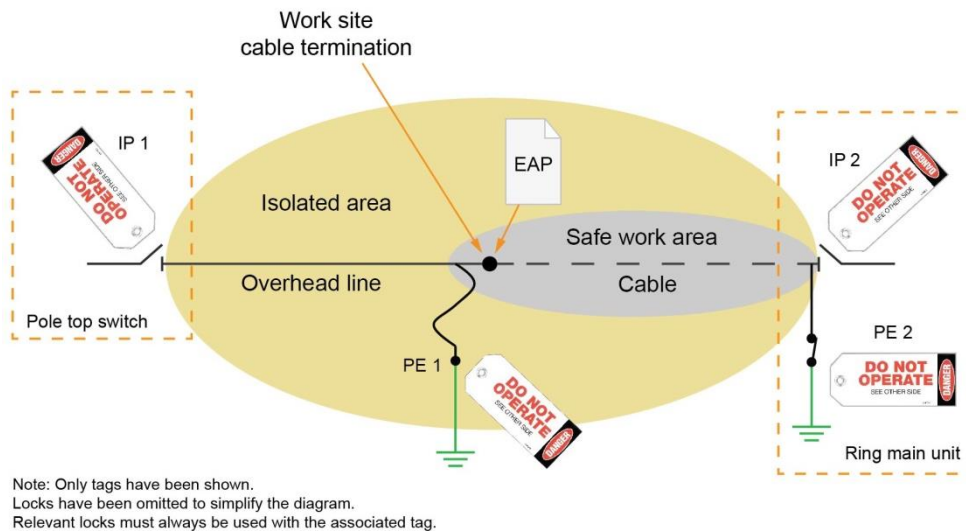 Work site
cable termination
IP 1
DANGER
DO NOT
OPERATE
SEE OTHER SIDE
EAP
IP 2
DANGER
DO NOT
OPERATE
SEE OTHER SIDE
Isolated area
Safe work area
Overhead line
Cable
Pole top switch
PE 1
DO NOT
OPERATE
SEE OTHER SIDE
DANGER
PE 2
DO NOT
OPERATE
SEE OTHER SIDE
DANGER
Ring main unit
Note: Only tags have been shown.
Locks have been omitted to simplify the diagram.
Relevant locks must always be used with the associated tag.